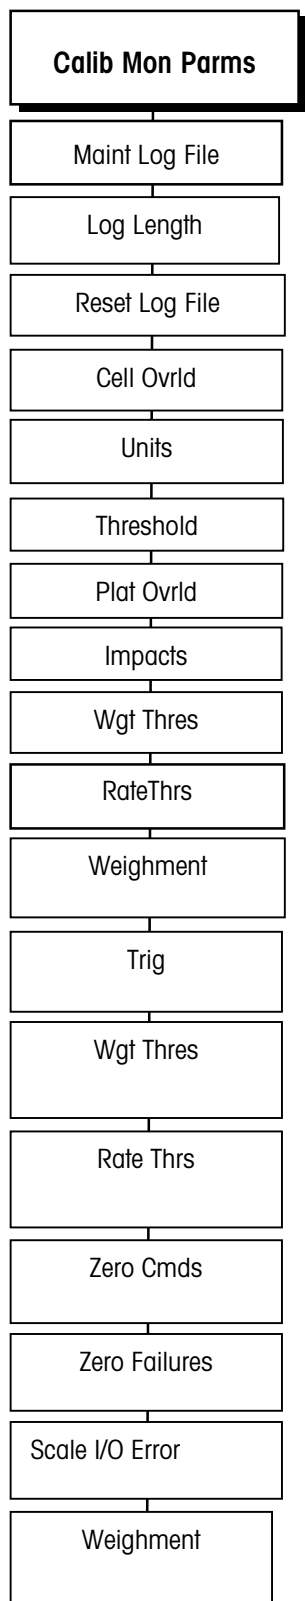 Calib Mon Parms
Maint Log File
Log Length
Reset Log File
Cell Ovrld
Units
Threshold
Plat Ovrld
Impacts
Wgt Thres
RateThrs
Weighment
Trig
Wgt Thres
Rate Thrs
Zero Cmds
Zero Failures
Scale I/O Error
Weighment